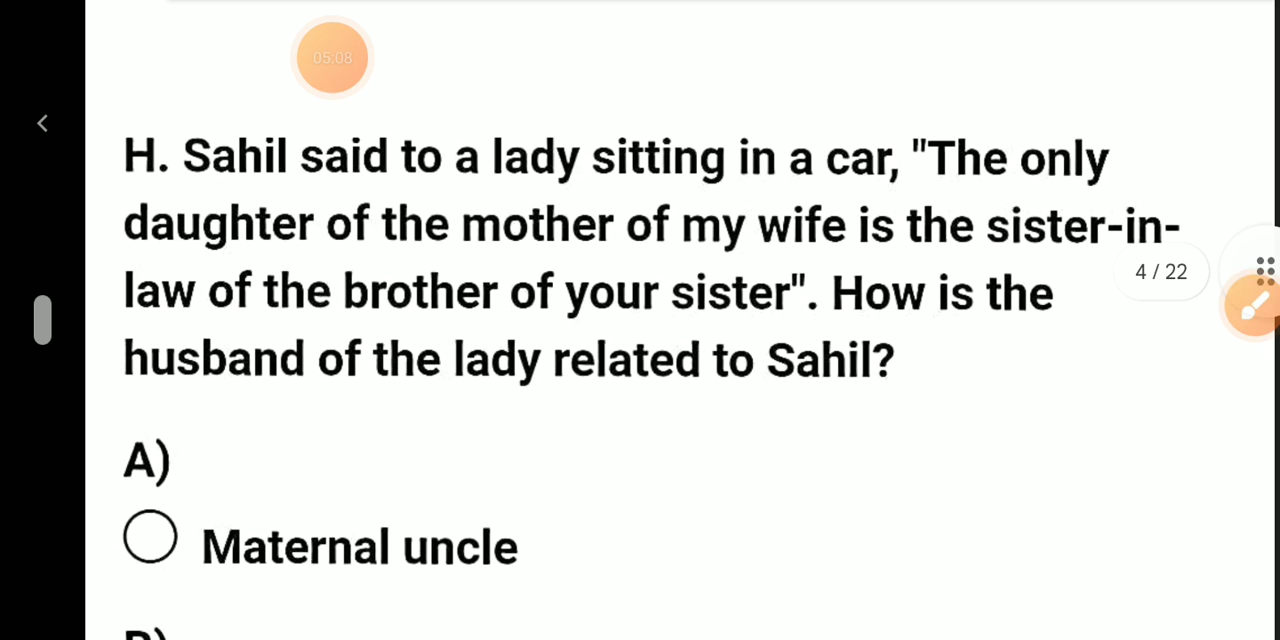 05:08
H. Sahil said to a lady sitting in a car, "The only
daughter of the mother of my wife is the sister-in-
law of the brother of your sister". How is the
4 / 22
husband of the lady related to Sahil?
A)
Maternal uncle